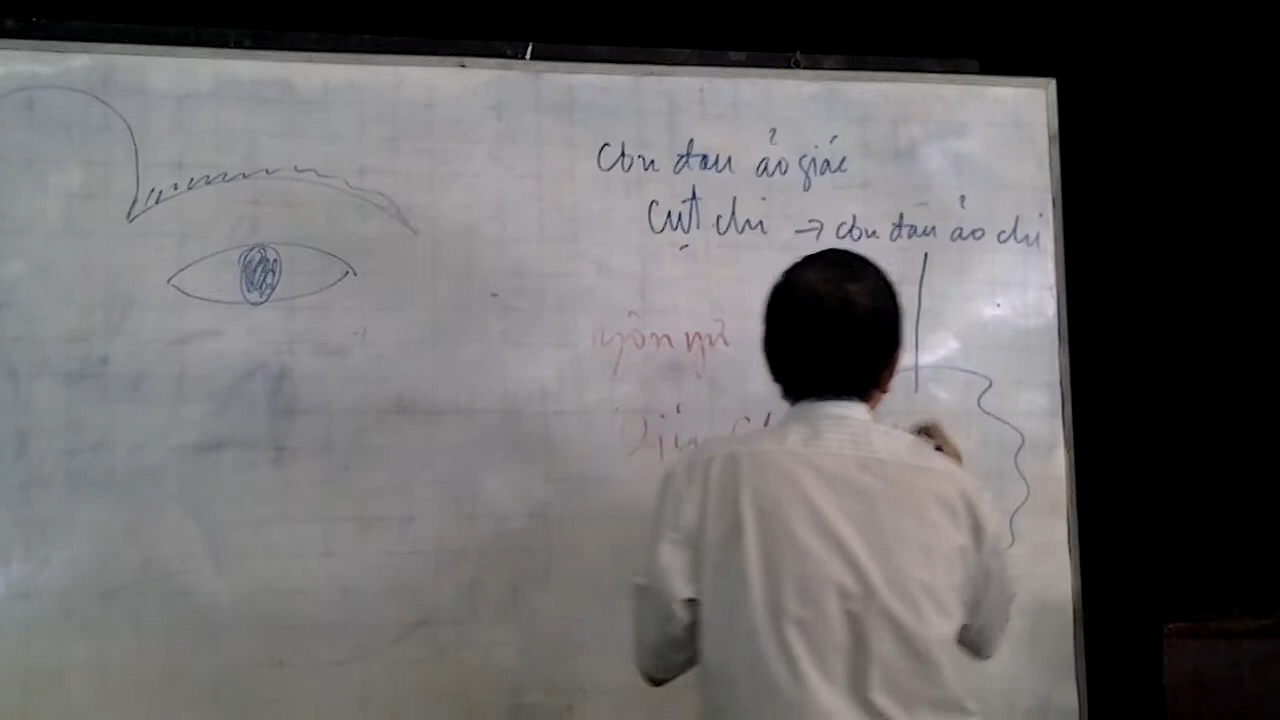 Cơn đau ảo giác
Cụt chi → cơn đau ảo chi
ngôn ngữ